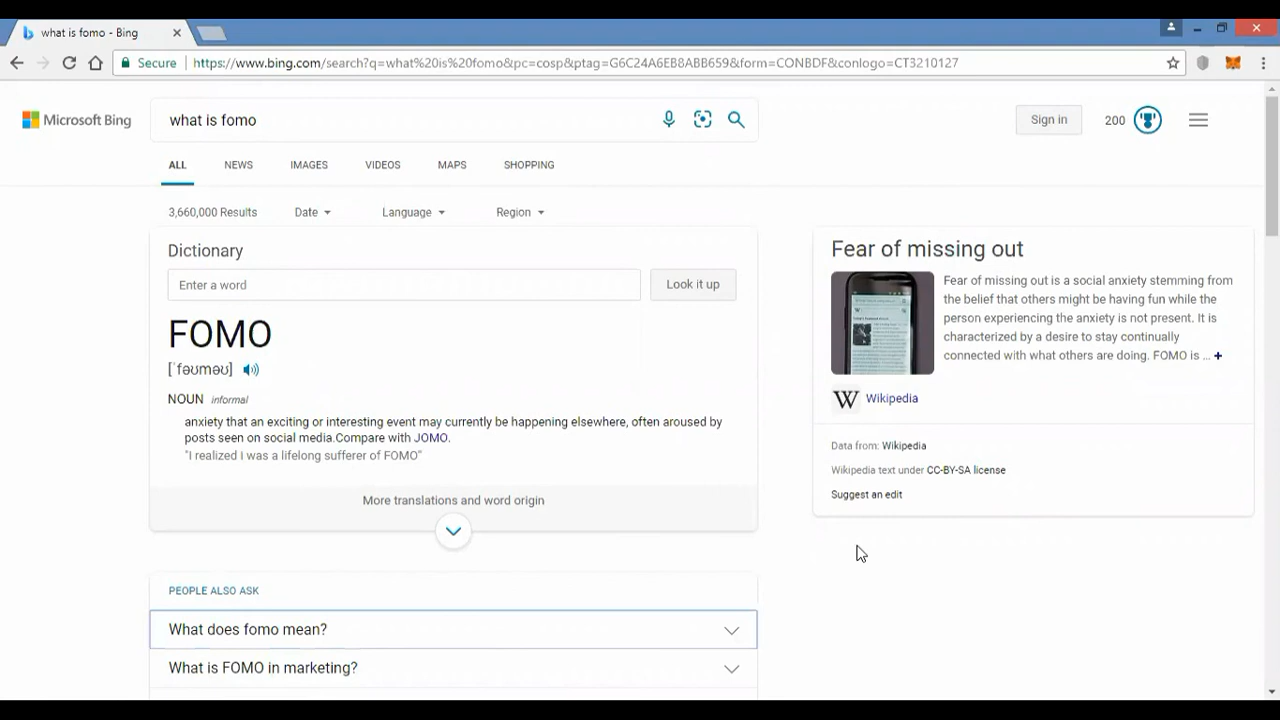 what is fomo - Bing
Secure
https://www.bing.com/search?q=what%20is%20fomo&pc=cosp&ptag=G6C24A6EB8ABB659&form=CONBDF&conlogo=CT3210127
Microsoft Bing
what is fomo
Sign in
200
ALL NEWS IMAGES VIDEOS MAPS SHOPPING
3,660,000 Results Date Language Region
Dictionary
Enter a word
Look it up
FOMO
[ˈfəʊməʊ]
NOUN informal
anxiety that an exciting or interesting event may currently be happening elsewhere, often aroused by
posts seen on social media.Compare with JOMO.
"I realized I was a lifelong sufferer of FOMO"
More translations and word origin
PEOPLE ALSO ASK
What does fomo mean?
What is FOMO in marketing?
Fear of missing out
Fear of missing out is a social anxiety stemming from
the belief that others might be having fun while the
person experiencing the anxiety is not present. It is
characterized by a desire to stay continually
connected with what others are doing. FOMO is ... +
W Wikipedia
Data from: Wikipedia
Wikipedia text under CC-BY-SA license
Suggest an edit